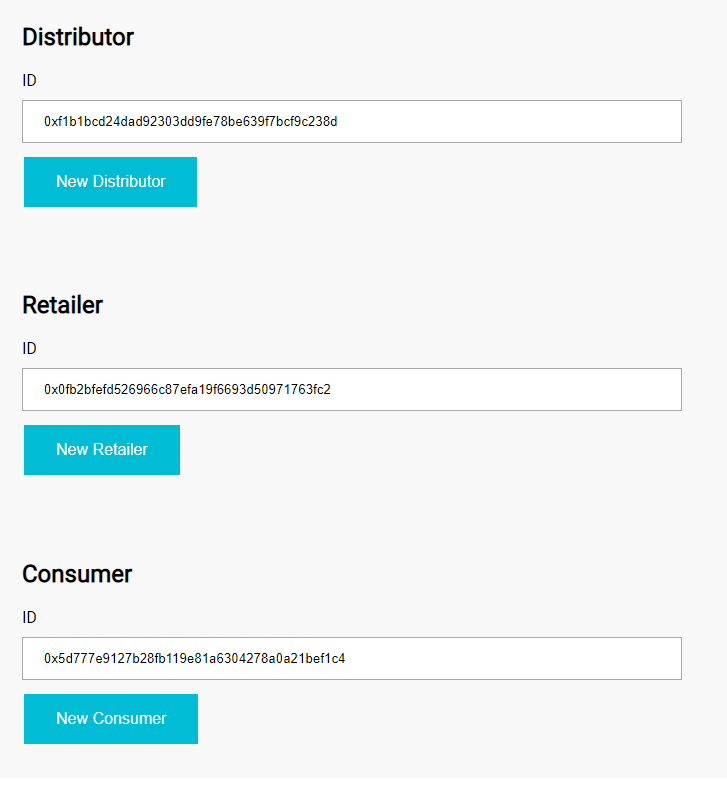 Distributor
ID
0xf1b1bcd24dad92303dd9fe78be639f7bcf9c238d
New Distributor
Retailer
ID
0x0fb2bfefd526966c87efa19f6693d50971763fc2
New Retailer
Consumer
ID
0x5d777e9127b28fb119e81a6304278a0a21bef1c4
New Consumer